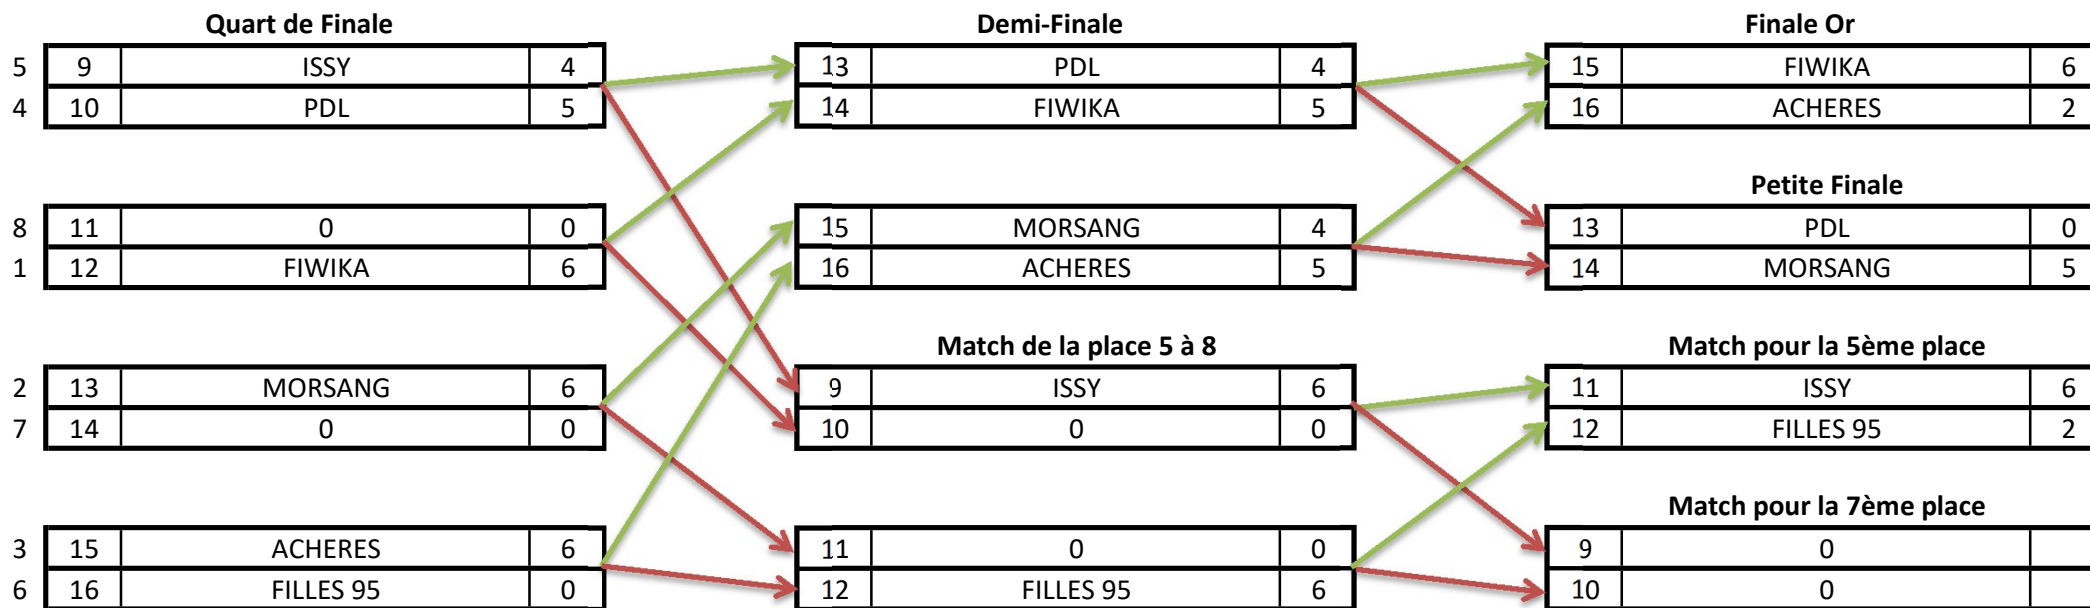 Quart de Finale Demi-Finale Finale Or
5 9 ISSY 4 13 PDL 4 15 FIWIKA 6
4 10 PDL 5 14 FIWIKA 5 16 ACHERES 2
Petite Finale
8 11 0 0 15 MORSANG 4 13 PDL 0
1 12 FIWIKA 6 16 ACHERES 5 14 MORSANG 5
Match de la place 5 à 8 Match pour la 5ème place
2 13 MORSANG 6 9 ISSY 6 11 ISSY 6
7 14 0 0 10 0 0 12 FILLES 95 2
Match pour la 7ème place
3 15 ACHERES 6 11 0 0 9 0
6 16 FILLES 95 0 12 FILLES 95 6 10 0